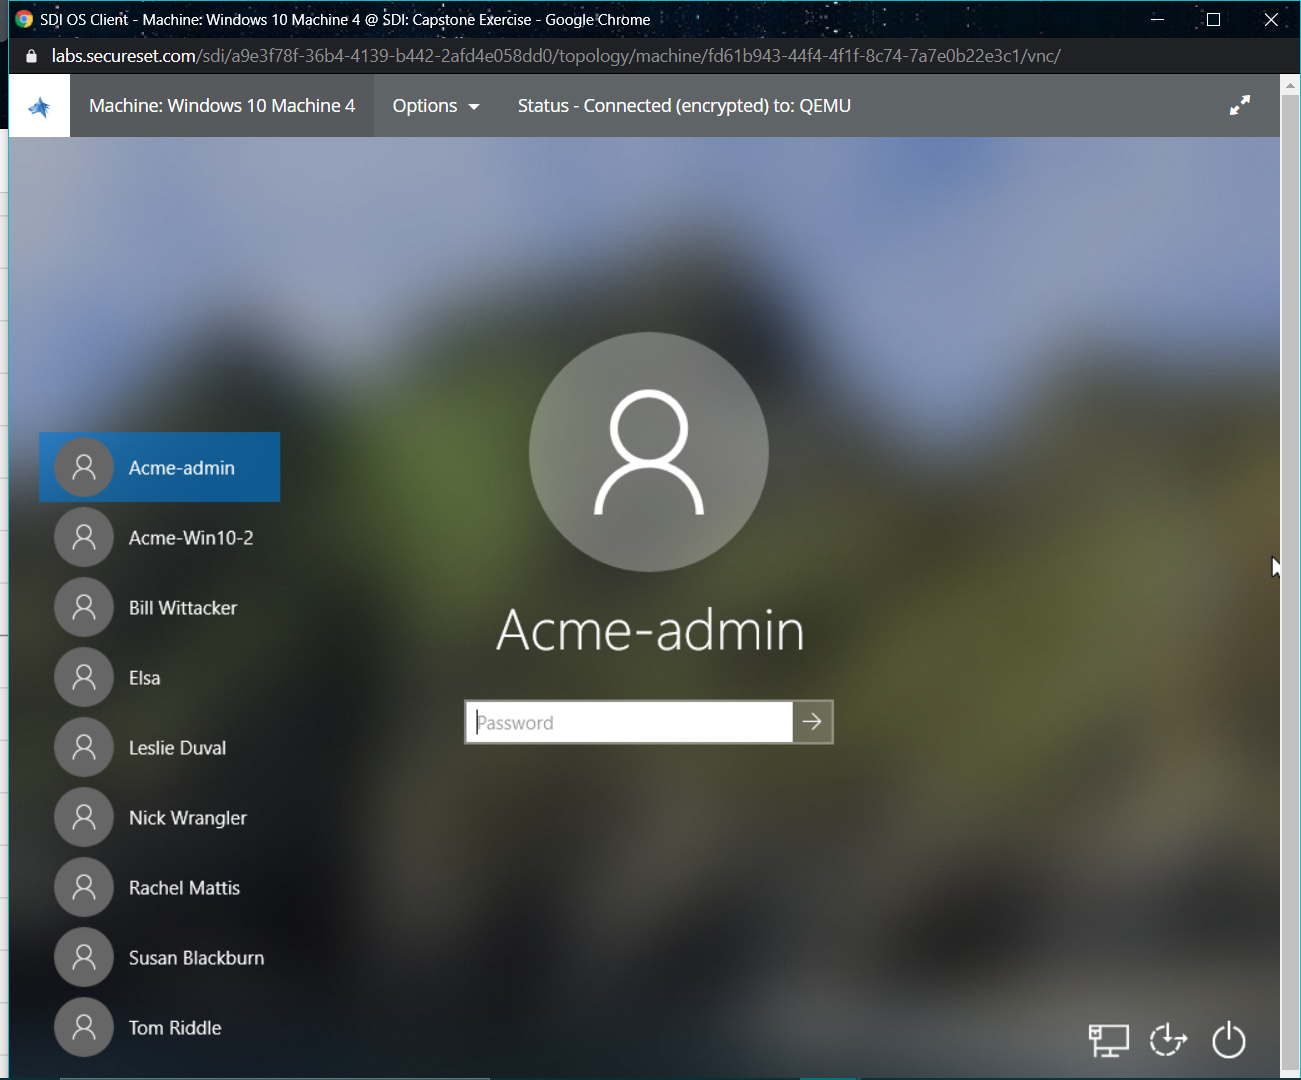 SDI OS Client - Machine: Windows 10 Machine 4 @ SDI: Capstone Exercise - Google Chrome
labs.secureset.com/sdi/a9e3f78f-36b4-4139-b442-2afd4e058dd0/topology/machine/fd61b943-44f4-4f1f-8c74-7a7e0b22e3c1/vnc/
Machine: Windows 10 Machine 4 Options Status - Connected (encrypted) to: QEMU
Acme-admin
Acme-Win10-2
Bill Wittacker
Elsa
Leslie Duval
Nick Wrangler
Rachel Mattis
Susan Blackburn
Tom Riddle
Acme-admin
Password